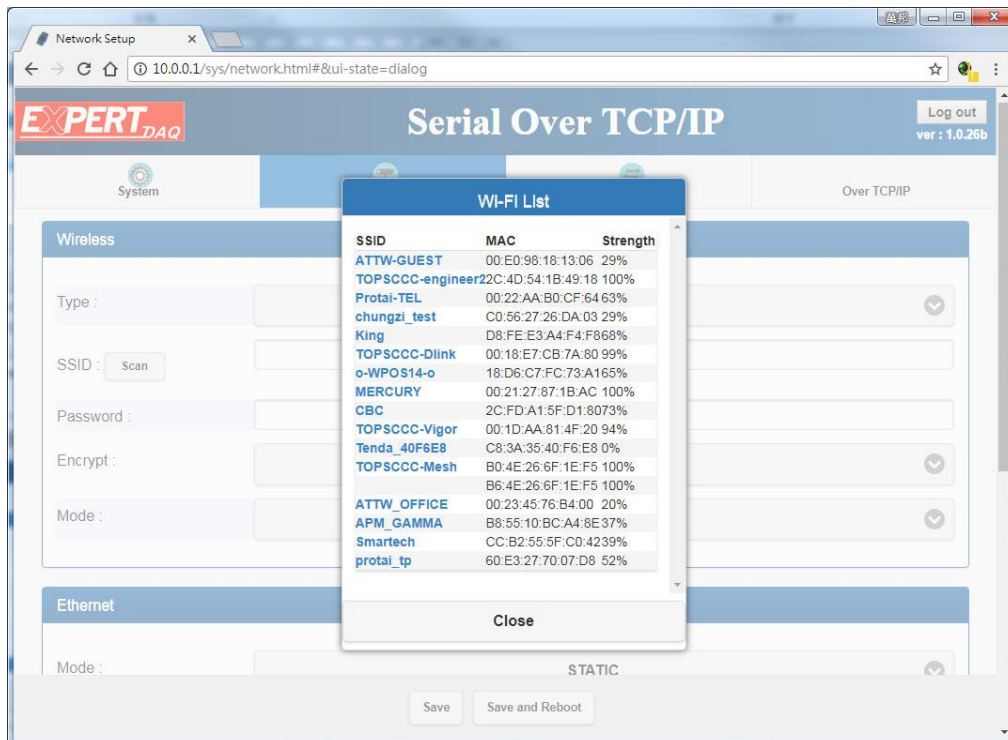 萬邦
Network Setup
10.0.0.1/sys/network.html#&ui-state=dialog
EXPERT DAQ
Serial Over TCP/IP
Log out
ver : 1.0.26b
System
Over TCP/IP
WI-FI List
Wireless
SSID MAC Strength
ATTW-GUEST 00:E0:98:18:13:06 29%
TOPSCCC-engineer2 2C:4D:54:1B:49:18 100%
Protai-TEL 00:22:AA:B0:CF:64 63%
Type :
chungzi_test C0:56:27:26:DA:03 29%
King D8:FE:E3:A4:F4:F8 68%
TOPSCCC-Dlink 00:18:E7:CB:7A:80 99%
SSID : Scan
o-WPOS14-o 18:D6:C7:FC:73:A1 65%
MERCURY 00:21:27:87:1B:AC 100%
CBC 2C:FD:A1:5F:D1:80 73%
Password :
TOPSCCC-Vigor 00:1D:AA:81:4F:20 94%
Tenda_40F6E8 C8:3A:35:40:F6:E8 0%
Encrypt :
TOPSCCC-Mesh B0:4E:26:6F:1E:F5 100%
B6:4E:26:6F:1E:F5 100%
ATTW_OFFICE 00:23:45:76:B4:00 20%
Mode :
APM_GAMMA B8:55:10:BC:A4:8E 37%
Smartech CC:B2:55:5F:C0:42 39%
protai_tp 60:E3:27:70:07:D8 52%
Ethernet
Close
Mode :
STATIC
Save
Save and Reboot